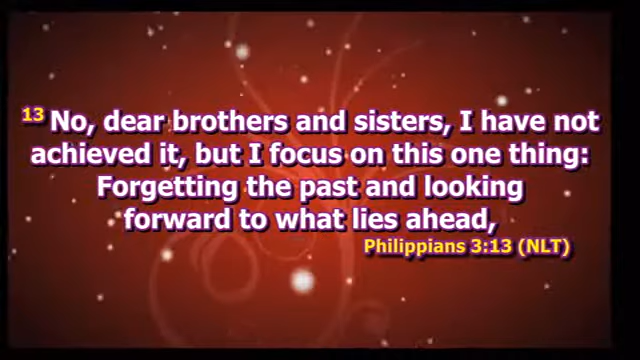 13 No, dear brothers and sisters, I have not
achieved it, but I focus on this one thing:
Forgetting the past and looking
forward to what lies ahead,
Philippians 3:13 (NLT)